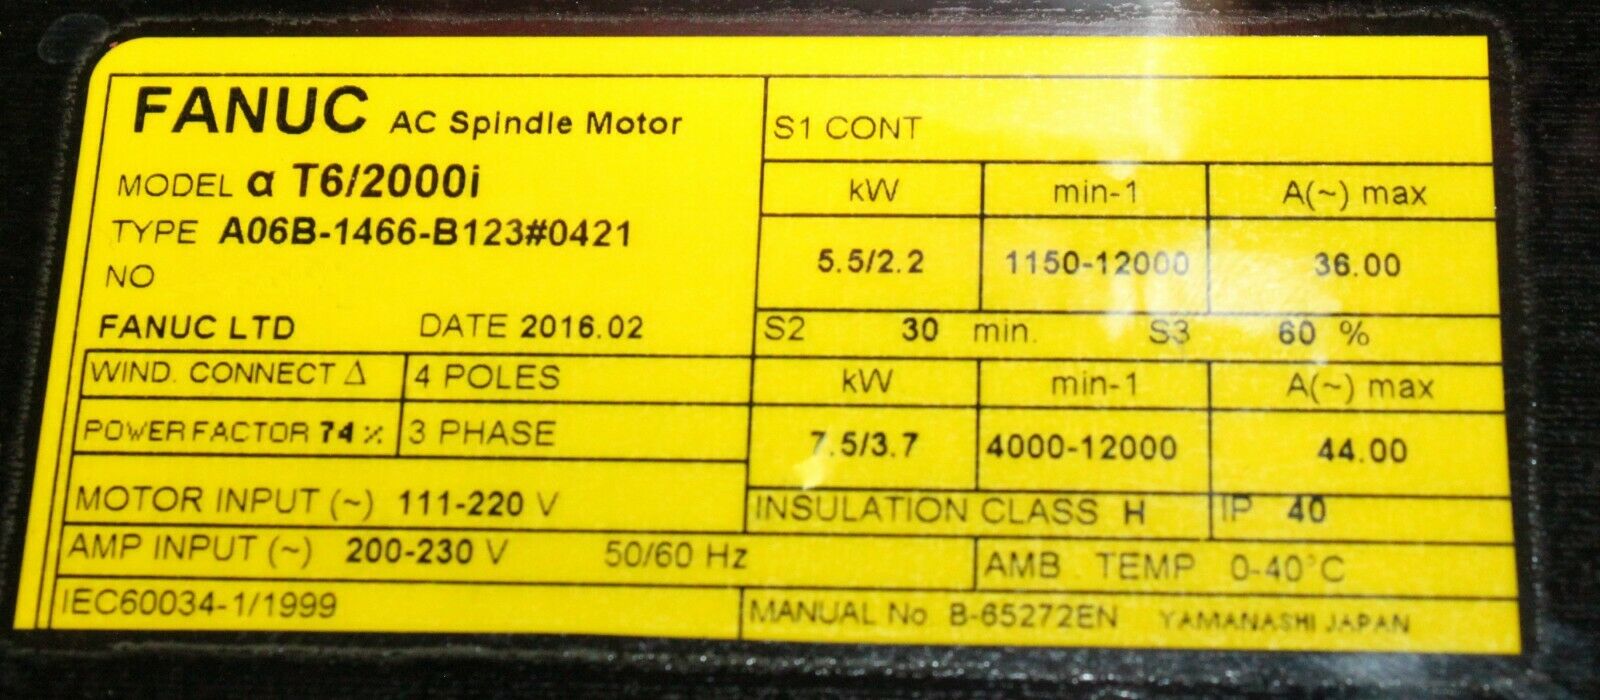 FANUC AC Spindle Motor
MODEL α T6/2000i
TYPE A06B-1466-B123#0421
NO
FANUC LTD DATE 2016.02
WIND. CONNECT Δ 4 POLES
POWER FACTOR 74 % 3 PHASE
MOTOR INPUT (~) 111-220 V
AMP INPUT (~) 200-230 V 50/60 Hz
IEC60034-1/1999
S1 CONT
kW min-1 A(~) max
5.5/2.2 1150-12000 36.00
S2 30 min. S3 60 %
kW min-1 A(~) max
7.5/3.7 4000-12000 44.00
INSULATION CLASS H IP 40
AMB. TEMP 0-40°C
MANUAL No B-65272EN YAMANASHI JAPAN